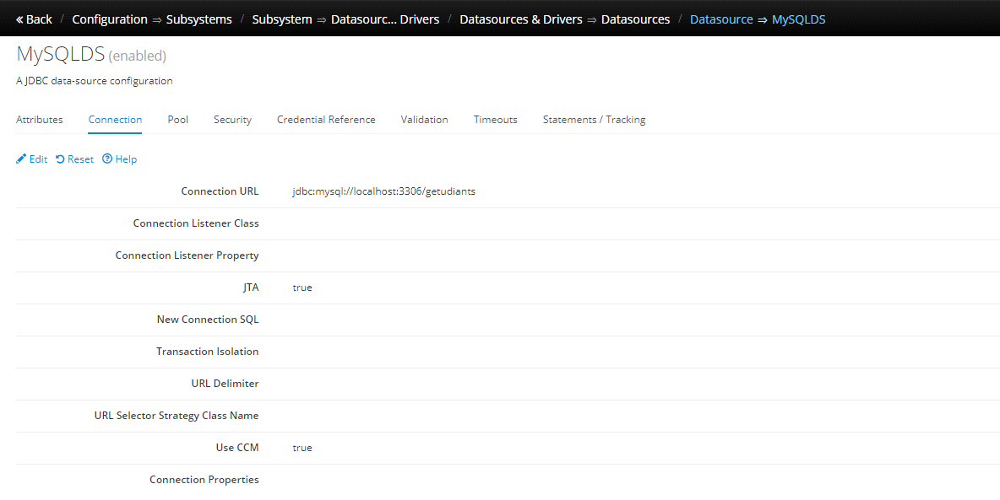 « Back / Configuration ⇒ Subsystems / Subsystem ⇒ Datasourc... Drivers / Datasources & Drivers ⇒ Datasources / Datasource ⇒ MySQLDS
MySQLDS (enabled)
A JDBC data-source configuration
Attributes Connection Pool Security Credential Reference Validation Timeouts Statements / Tracking
Edit Reset Help
Connection URL jdbc:mysql://localhost:3306/getudiants
Connection Listener Class
Connection Listener Property
JTA true
New Connection SQL
Transaction Isolation
URL Delimiter
URL Selector Strategy Class Name
Use CCM true
Connection Properties